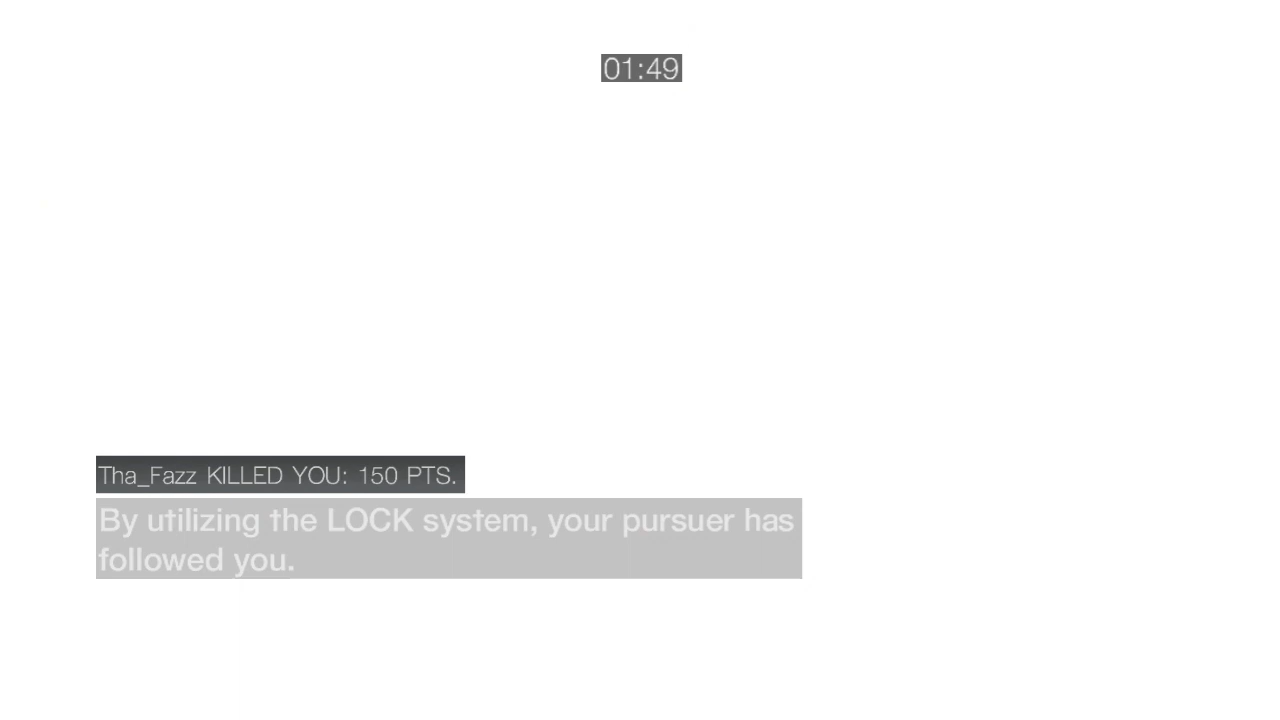 01:49
Tha_Fazz KILLED YOU: 150 PTS.
By utilizing the LOCK system, your pursuer has
followed you.